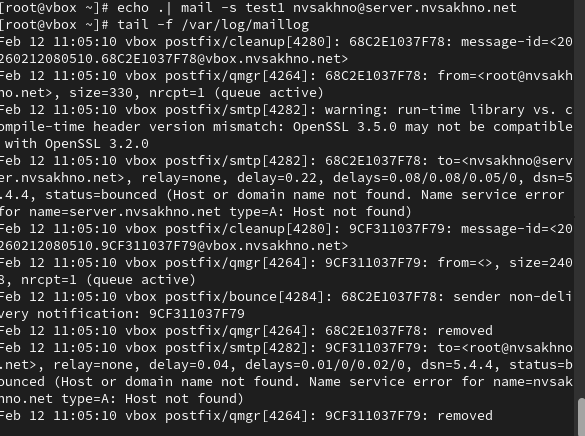 [root@vbox ~]# echo .| mail -s test1 nvsakhno@server.nvsakhno.net
[root@vbox ~]# tail -f /var/log/maillog
Feb 12 11:05:10 vbox postfix/cleanup[4280]: 68C2E1037F78: message-id=<20
260212080510.68C2E1037F78@vbox.nvsakhno.net>
Feb 12 11:05:10 vbox postfix/qmgr[4264]: 68C2E1037F78: from=<root@nvsakh
no.net>, size=330, nrcpt=1 (queue active)
Feb 12 11:05:10 vbox postfix/smtp[4282]: warning: run-time library vs. c
ompile-time header version mismatch: OpenSSL 3.5.0 may not be compatible
 with OpenSSL 3.2.0
Feb 12 11:05:10 vbox postfix/smtp[4282]: 68C2E1037F78: to=<nvsakhno@serv
er.nvsakhno.net>, relay=none, delay=0.22, delays=0.08/0.08/0.05/0, dsn=5
.4.4, status=bounced (Host or domain name not found. Name service error
for name=server.nvsakhno.net type=A: Host not found)
Feb 12 11:05:10 vbox postfix/cleanup[4280]: 9CF311037F79: message-id=<20
260212080510.9CF311037F79@vbox.nvsakhno.net>
Feb 12 11:05:10 vbox postfix/qmgr[4264]: 9CF311037F79: from=<>, size=240
8, nrcpt=1 (queue active)
Feb 12 11:05:10 vbox postfix/bounce[4284]: 68C2E1037F78: sender non-deli
very notification: 9CF311037F79
Feb 12 11:05:10 vbox postfix/qmgr[4264]: 68C2E1037F78: removed
Feb 12 11:05:10 vbox postfix/smtp[4282]: 9CF311037F79: to=<root@nvsakhno
.net>, relay=none, delay=0.04, delays=0.01/0/0.02/0, dsn=5.4.4, status=b
ounced (Host or domain name not found. Name service error for name=nvsak
hno.net type=A: Host not found)
Feb 12 11:05:10 vbox postfix/qmgr[4264]: 9CF311037F79: removed